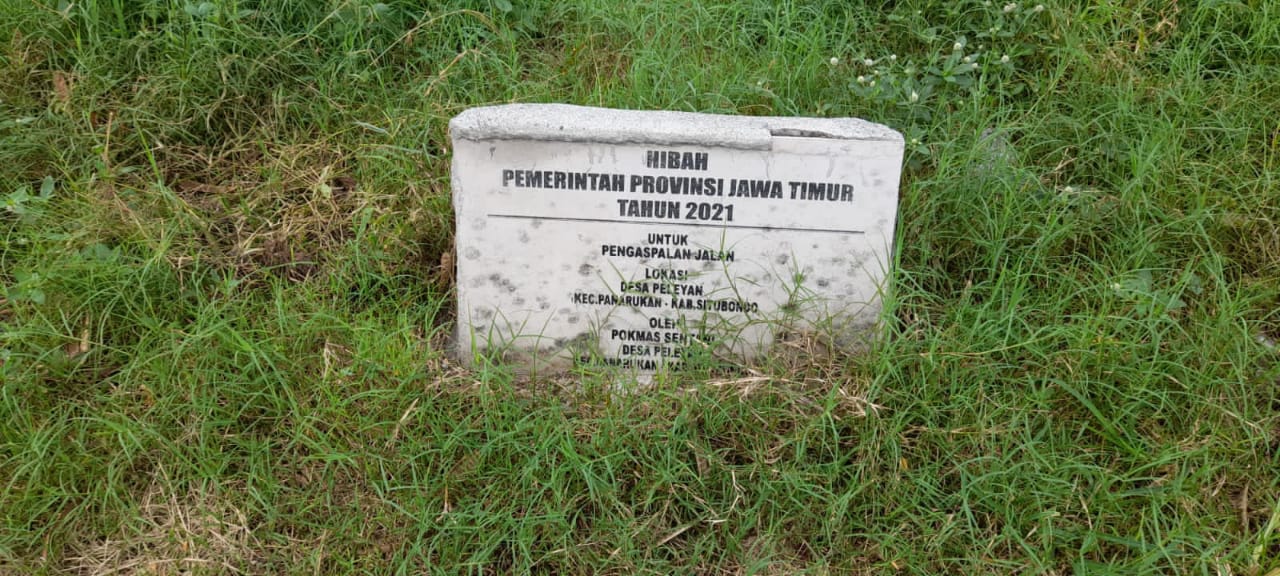 HIBAH
PEMERINTAH PROVINSI JAWA TIMUR
TAHUN 2021
UNTUK
PENGASPALAN JALAN
LOKASI
DESA PELEYAN
KEC.PANARUKAN - KAB.SITUBONDO
OLEH
POKMAS
DESA PELEYAN